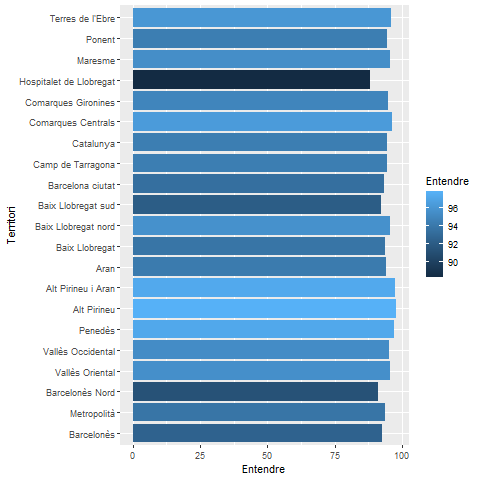 Terres de l'Ebre
Ponent
Maresme
Hospitalet de Llobregat
Comarques Gironines
Comarques Centrals
Catalunya
Camp de Tarragona
Barcelona ciutat
Baix Llobregat sud
Baix Llobregat nord
Baix Llobregat
Aran
Alt Pirineu i Aran
Alt Pirineu
Penedès
Vallès Occidental
Vallès Oriental
Barcelonès Nord
Metropolità
Barcelonès
Territori
0 25 50 75 100
Entendre
Entendre
96
94
92
90